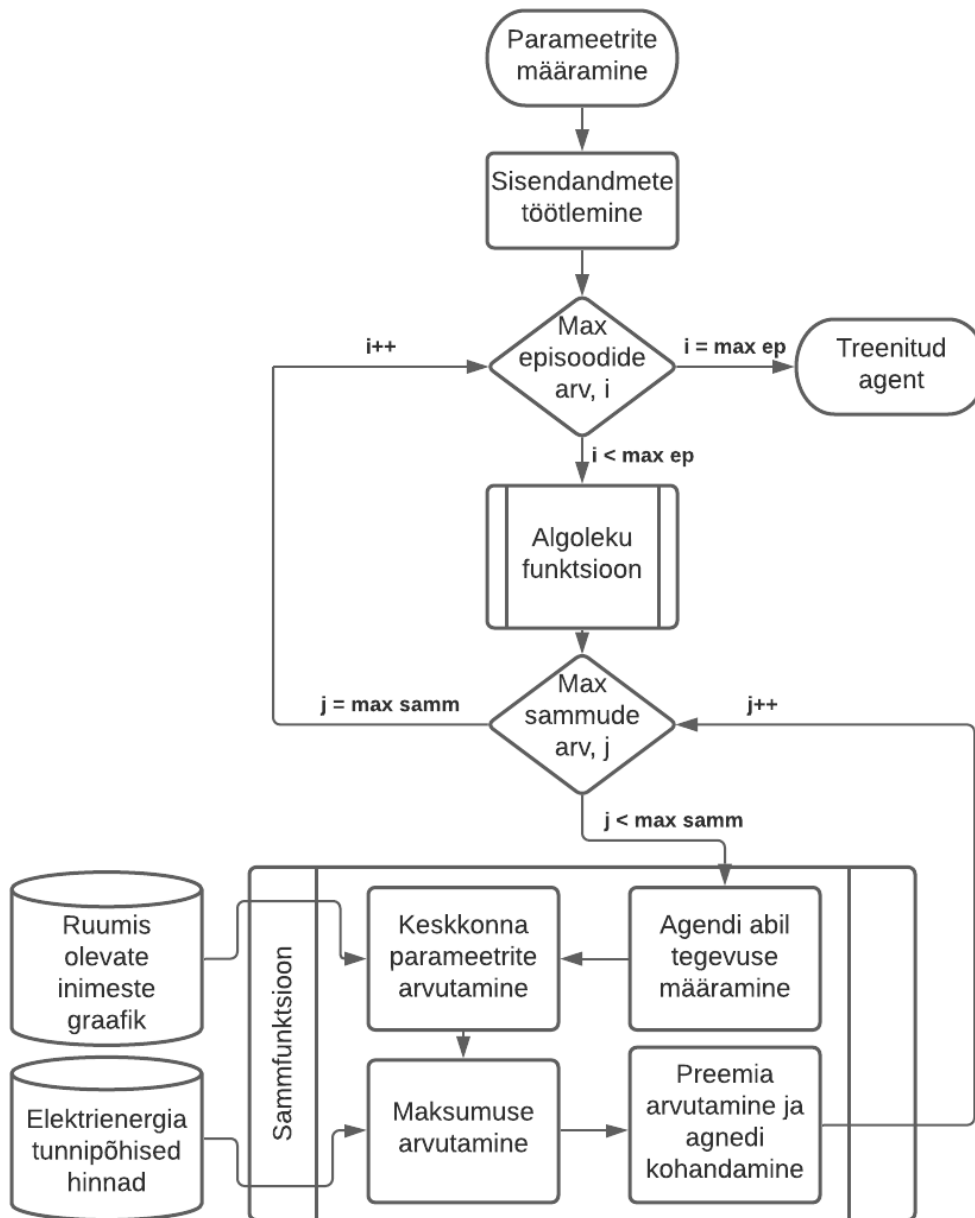 Parameetrite
määramine
Sisendandmete
töötlemine
Max
episoodide
arv, i
i++
i = max ep
Treenitud
agent
i < max ep
Algoleku
funktsioon
Max
sammude
arv, j
j = max samm
j++
j < max samm
Ruumis
olevate
inimeste
graafik
Sammfunktsioon
Keskkonna
parameetrite
arvutamine
Agendi abil
tegevuse
määramine
Elektrienergia
tunnipõhised
hinnad
Maksumuse
arvutamine
Preemia
arvutamine ja
agnedi
kohandamine